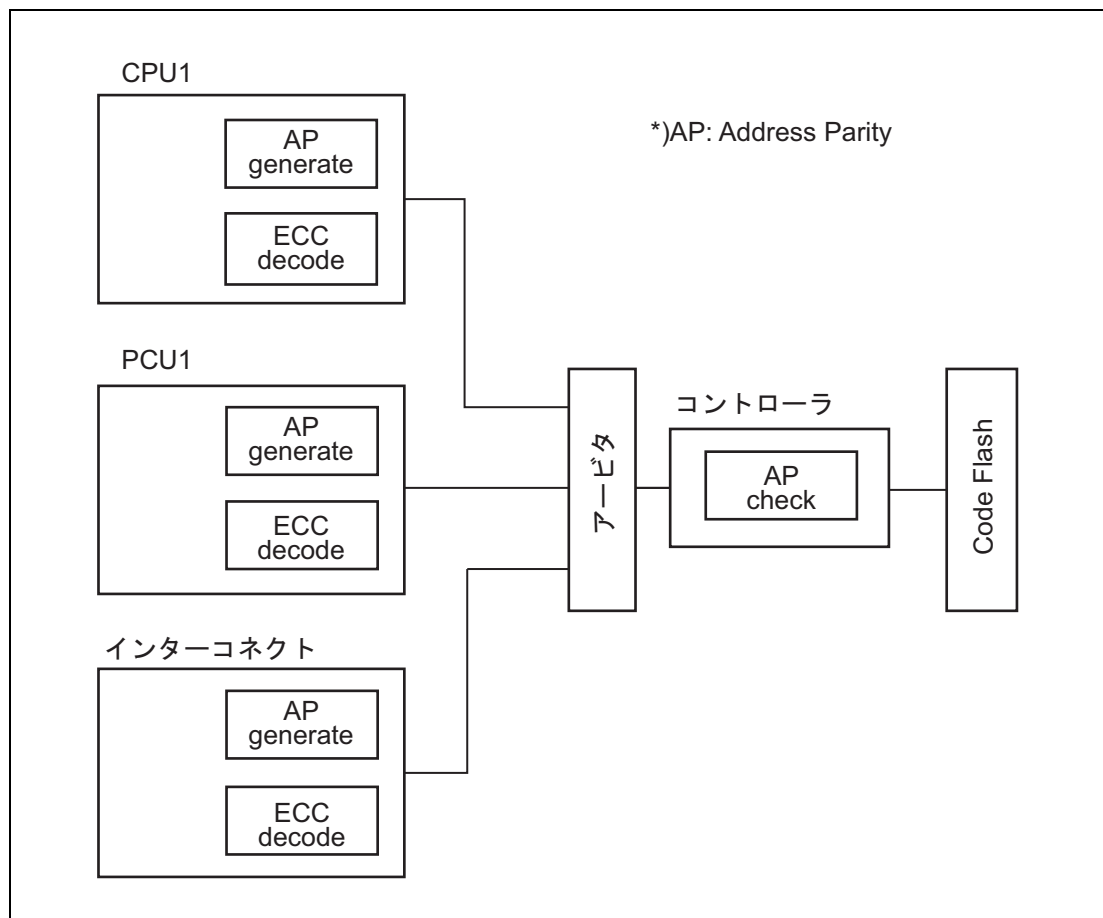 CPU1
AP
generate
ECC
decode
*)AP: Address Parity
PCU1
AP
generate
ECC
decode
アービタ
コントローラ
AP
check
Code Flash
インターコネクト
AP
generate
ECC
decode